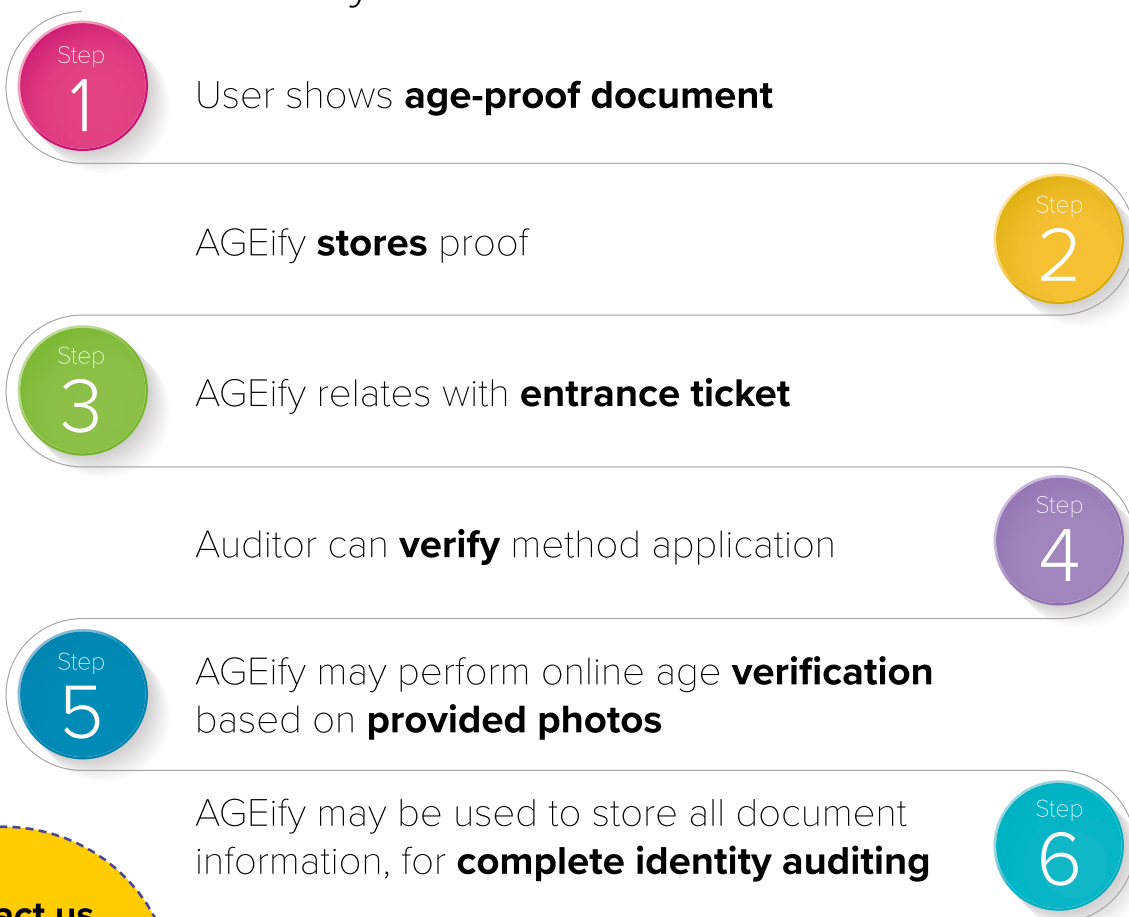 Step
1
User shows age-proof document
AGEify stores proof
Step
2
Step
3
AGEify relates with entrance ticket
Auditor can verify method application
Step
4
Step
5
AGEify may perform online age verification
based on provided photos
AGEify may be used to store all document
information, for complete identity auditing
Step
6
us